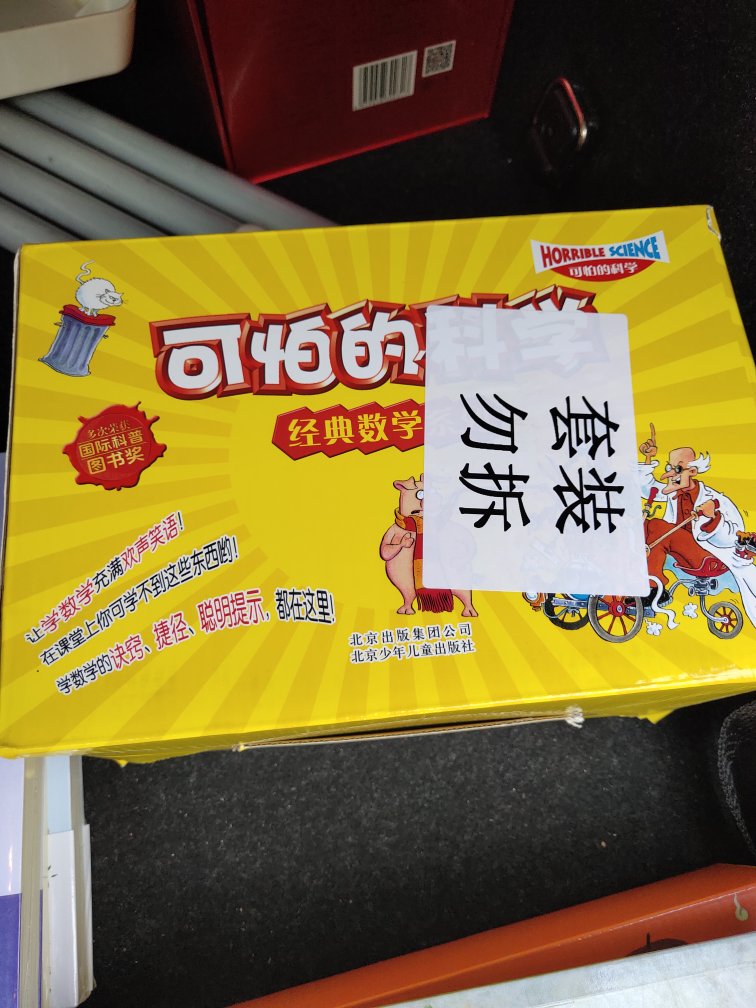 HORRIBLE SCIENCE
可怕的科学
可怕的科学
经典数学
多次荣获
国际科普
图书奖
套装
勿拆
让学数学充满欢声笑语!
在课堂上你可学不到这些东西哟!
学数学的诀窍、捷径、聪明提示,都在这里
北京出版集团公司
北京少年儿童出版社